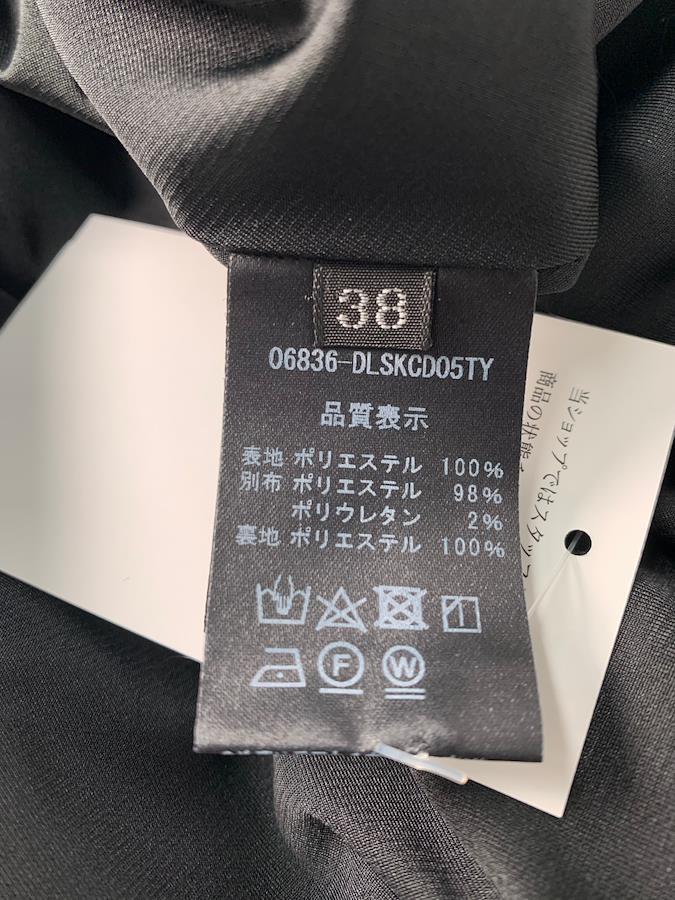 38
06836-DLSKCD05TY
品質表示
表地 ポリエステル 100%
別布 ポリエステル 98%
ポリウレタン 2%
裏地 ポリエステル 100%
F
W
当ショップではスタッフ
商品の状態